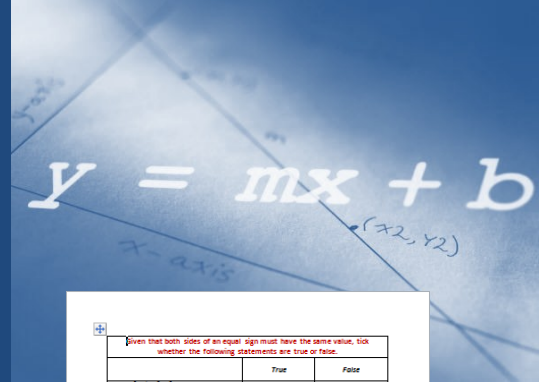 y-axis
m
y = mx + b
(x2, Y2)
x-axis
Given that both sides of an equal sign must have the same value, tick
whether the following statements are true or false.
True False